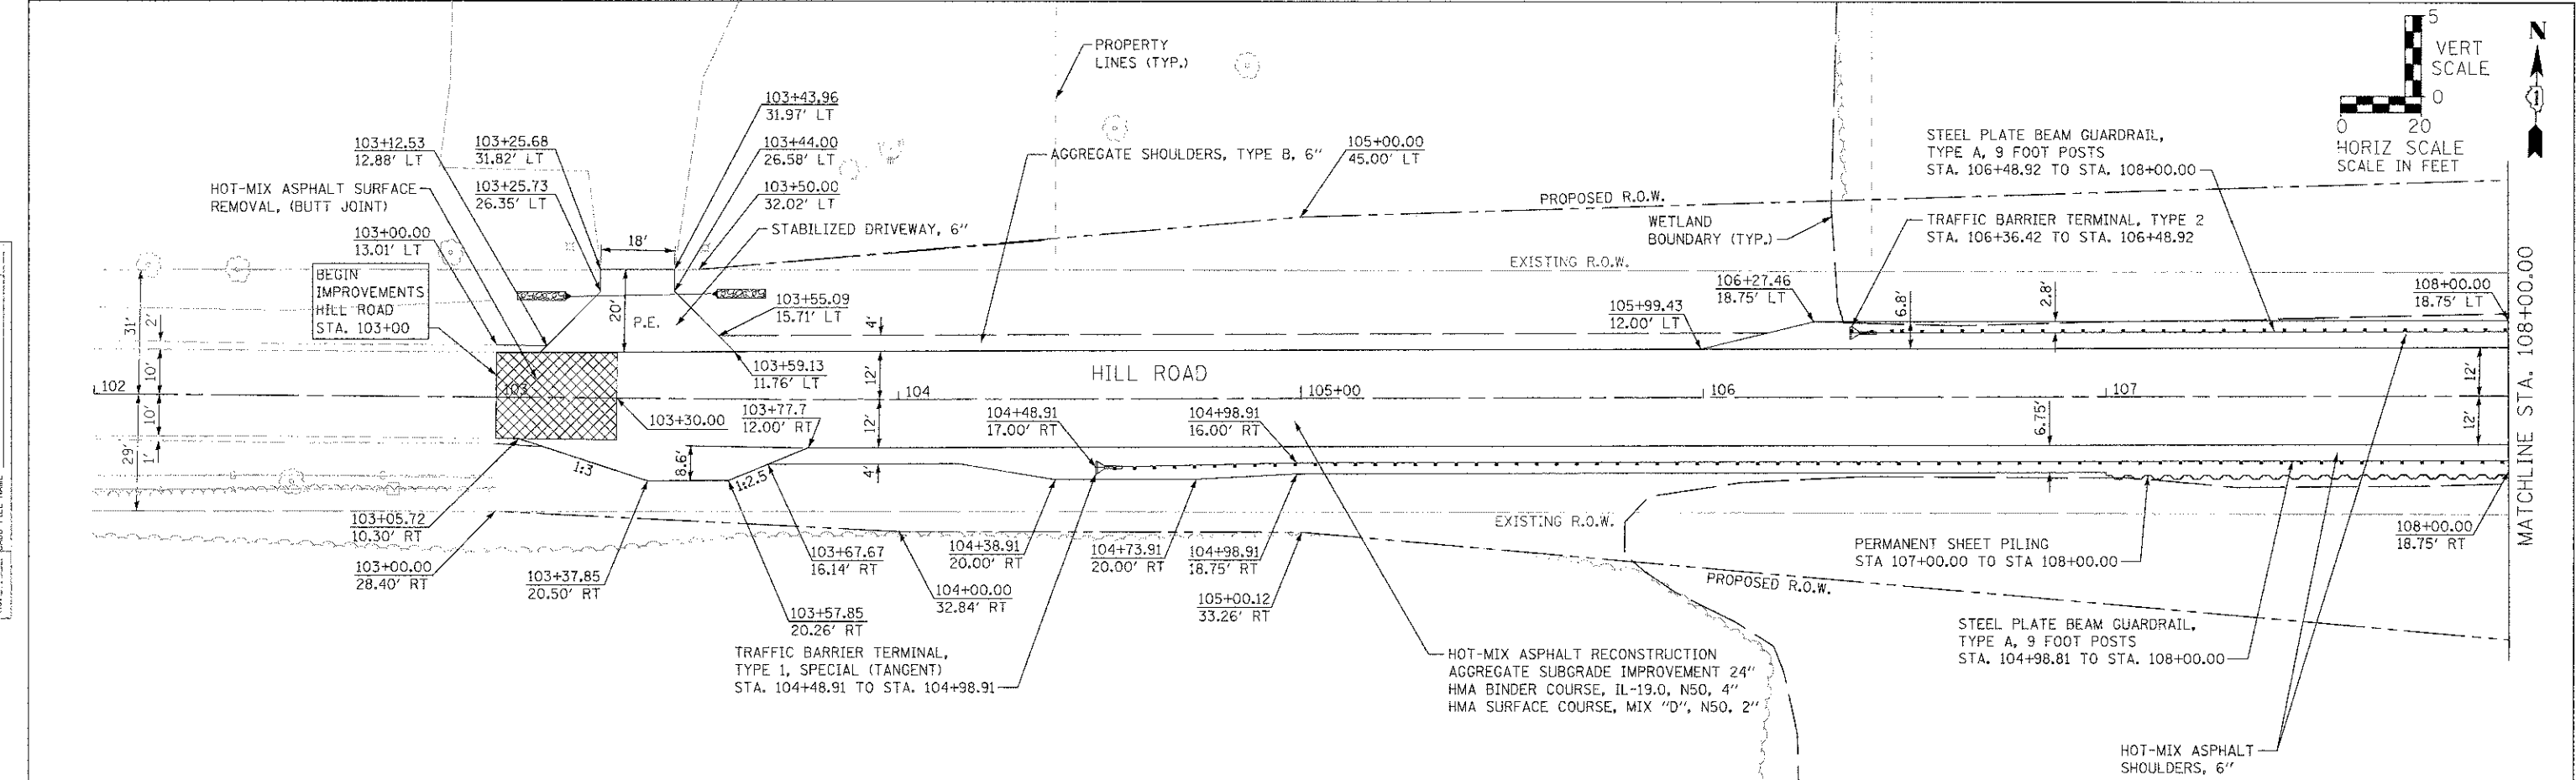 PROPERTY
LINES (TYP.)
5
VERT
SCALE
0
0 20
HORIZ SCALE
SCALE IN FEET
N
103+43.96
31.97' LT
103+12.53
12.88' LT
103+25.68
31.82' LT
103+44.00
26.58' LT
AGGREGATE SHOULDERS, TYPE B, 6"
105+00.00
45.00' LT
STEEL PLATE BEAM GUARDRAIL,
TYPE A, 9 FOOT POSTS
STA. 106+48.92 TO STA. 108+00.00
HOT-MIX ASPHALT SURFACE
REMOVAL, (BUTT JOINT)
103+25.73
26.35' LT
103+50.00
32.02' LT
PROPOSED R.O.W.
WETLAND
BOUNDARY (TYP.)
TRAFFIC BARRIER TERMINAL, TYPE 2
STA. 106+36.42 TO STA. 106+48.92
103+00.00
13.01' LT
18'
STABILIZED DRIVEWAY, 6"
EXISTING R.O.W.
BEGIN
IMPROVEMENTS
HILL ROAD
STA. 103+00
31'
2'
20'
P.E.
103+55.09
15.71' LT
4'
105+99.43
12.00' LT
106+27.46
18.75' LT
6.8'
2.8'
108+00.00
18.75' LT
MATCHLINE STA. 108+00.00
103+59.13
11.76' LT
HILL ROAD
10'
12'
12'
102
103
104
105+00
106
107
10'
29'
1'
103+30.00
103+77.7
12.00' RT
12'
104+48.91
17.00' RT
104+98.91
16.00' RT
6.75'
12'
1:3
8.6'
1:2.5
4'
103+05.72
10.30' RT
EXISTING R.O.W.
108+00.00
18.75' RT
103+00.00
28.40' RT
103+37.85
20.50' RT
103+67.67
16.14' RT
104+38.91
20.00' RT
104+73.91
20.00' RT
104+98.91
18.75' RT
PERMANENT SHEET PILING
STA 107+00.00 TO STA 108+00.00
103+57.85
20.26' RT
104+00.00
32.84' RT
105+00.12
33.26' RT
PROPOSED R.O.W.
TRAFFIC BARRIER TERMINAL,
TYPE 1, SPECIAL (TANGENT)
STA. 104+48.91 TO STA. 104+98.91
HOT-MIX ASPHALT RECONSTRUCTION
AGGREGATE SUBGRADE IMPROVEMENT 24"
HMA BINDER COURSE, IL-19.0, N50, 4"
HMA SURFACE COURSE, MIX "D", N50, 2"
STEEL PLATE BEAM GUARDRAIL,
TYPE A, 9 FOOT POSTS
STA. 104+98.81 TO STA. 108+00.00
HOT-MIX ASPHALT
SHOULDERS, 6"